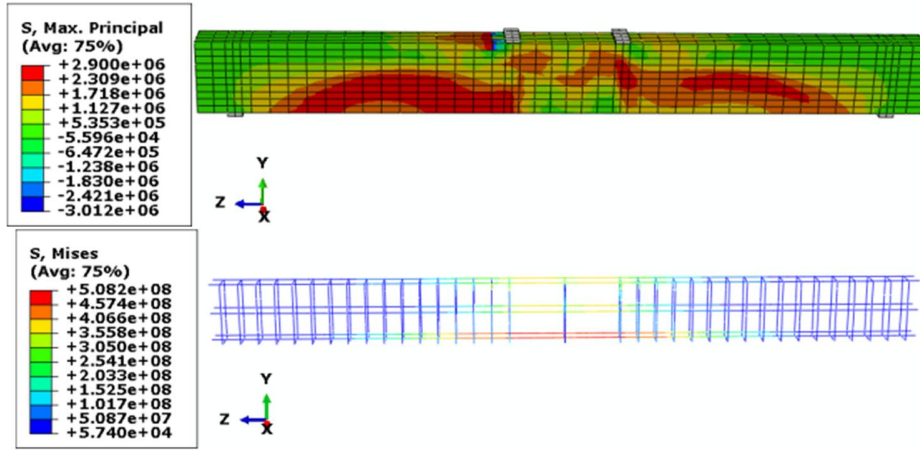 S, Max. Principal
(Avg: 75%)
+2.900e+06
+2.309e+06
+1.718e+06
+1.127e+06
+5.353e+05
-5.596e+04
-6.472e+05
-1.238e+06
-1.830e+06
-2.421e+06
-3.012e+06
Y
Z
X
S, Mises
(Avg: 75%)
+5.082e+08
+4.574e+08
+4.066e+08
+3.558e+08
+3.050e+08
+2.541e+08
+2.033e+08
+1.525e+08
+1.017e+08
+5.087e+07
+5.740e+04
Y
Z
X